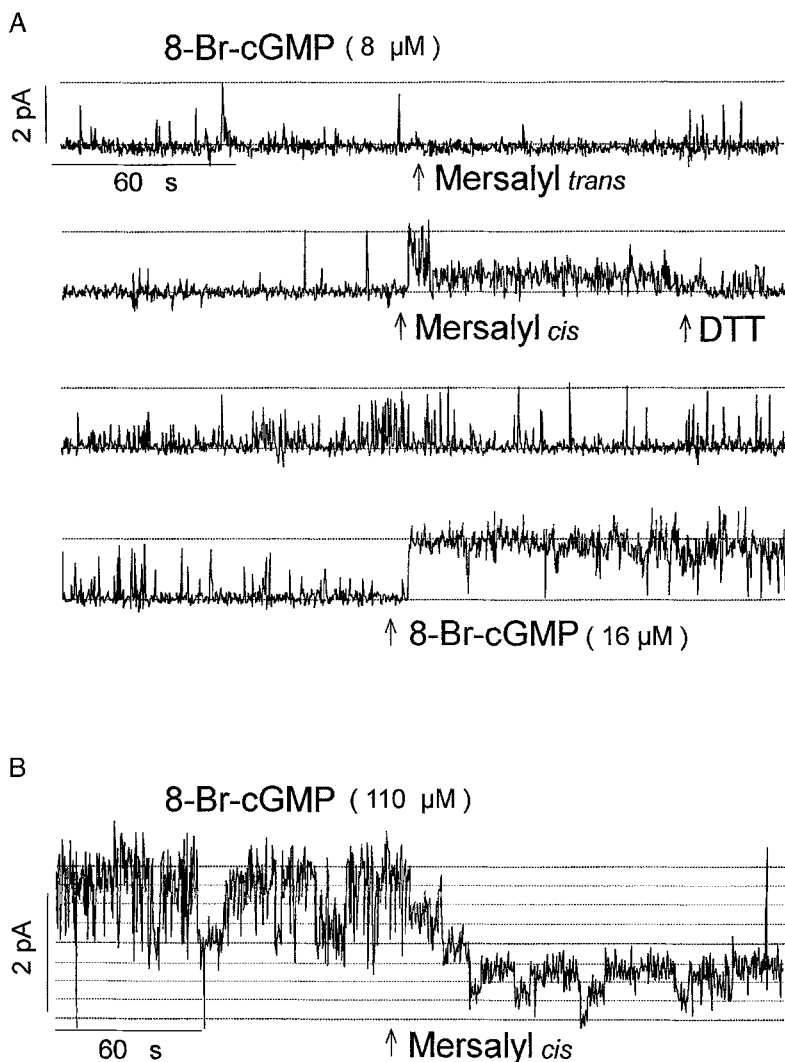 A
8-Br-cGMP ( 8 μM )
2 pA
60 s
↑ Mersalyl trans
↑ Mersalyl cis
↑ DTT
↑ 8-Br-cGMP ( 16 μM )
B
8-Br-cGMP ( 110 μM )
2 pA
60 s
↑ Mersalyl cis